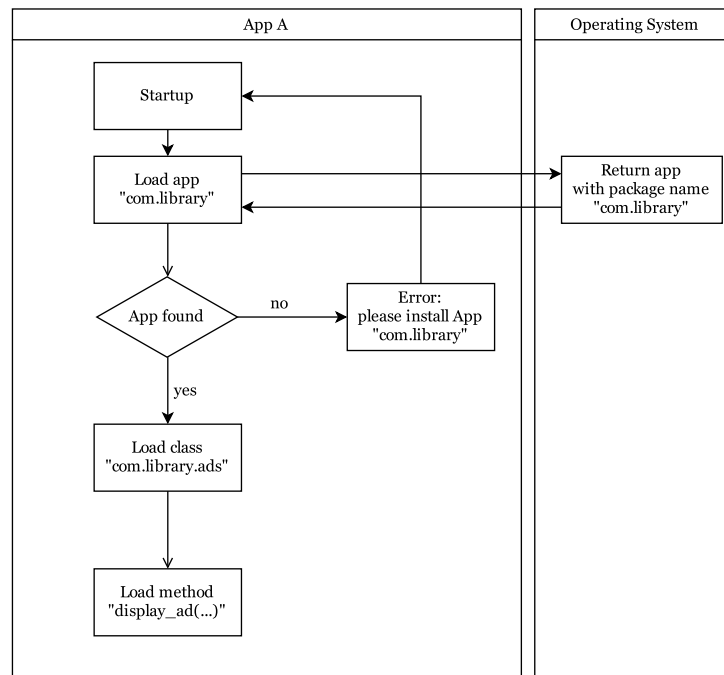 App A
Operating System
Startup
Load app
"com.library"
Return app
with package name
"com.library"
App found
no
Error:
please install App
"com.library"
yes
Load class
"com.library.ads"
Load method
"display_ad(...)"